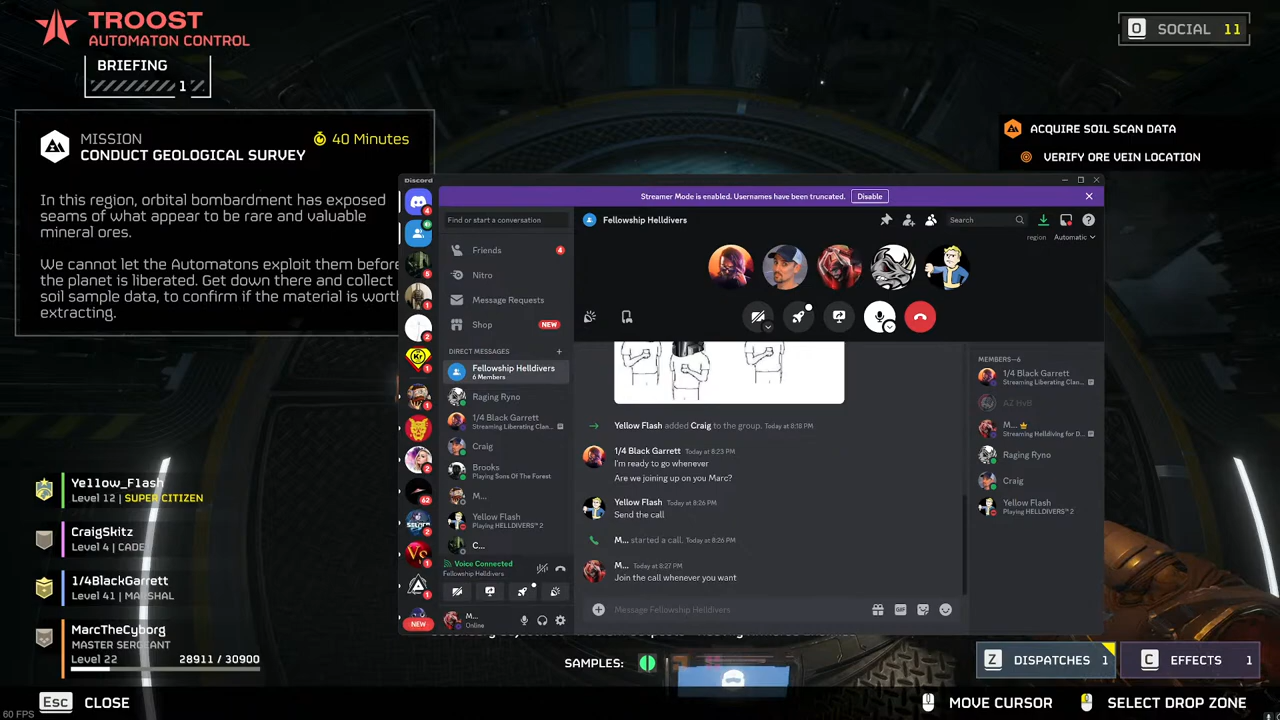 TROOST
AUTOMATON CONTROL
BRIEFING
1
O SOCIAL 11
MISSION
CONDUCT GEOLOGICAL SURVEY
40 Minutes
In this region, orbital bombardment has exposed
seams of what appear to be rare and valuable
mineral ores.
We cannot let the Automatons exploit them before
the planet is liberated. Get down there and collect
soil sample data, to confirm if the material is worth
extracting.
ACQUIRE SOIL SCAN DATA
VERIFY ORE VEIN LOCATION
Discord
Streamer Mode is enabled. Usernames have been truncated.
Disable
Find or start a conversation
Friends
4
Nitro
Message Requests
Shop
NEW
DIRECT MESSAGES
Fellowship Helldivers
6 Members
Raging Ryno
1/4 Black Garrett
Streaming Liberating Clan...
Craig
Brooks
Playing Sons Of The Forest
M...
Yellow Flash
Playing HELLDIVERS™ 2
C...
Voice Connected
Fellowship Helldivers
M...
Online
NEW
Fellowship Helldivers
Search
region Automatic
Yellow Flash added Craig to the group. Today at 8:18 PM
1/4 Black Garrett Today at 8:23 PM
I'm ready to go whenever
Are we joining up on you Marc?
Yellow Flash Today at 8:26 PM
Send the call
M... started a call. Today at 8:26 PM
M... Today at 8:27 PM
Join the call whenever you want
Message Fellowship Helldivers
GIF
MEMBERS—6
1/4 Black Garrett
Streaming Liberating Clan...
AZ HvB
M...
Streaming Helldiving for D...
Raging Ryno
Craig
Yellow Flash
Playing HELLDIVERS™ 2
Yellow_Flash
Level 12 | SUPER CITIZEN
CraigSkitz
Level 4 | CADET
1/4BlackGarrett
Level 41 | MARSHAL
MarcTheCyborg
MASTER SERGEANT
Level 22
28911 / 30900
SAMPLES:
Z DISPATCHES 1
C EFFECTS 1
Esc CLOSE
MOVE CURSOR
SELECT DROP ZONE
60 FPS